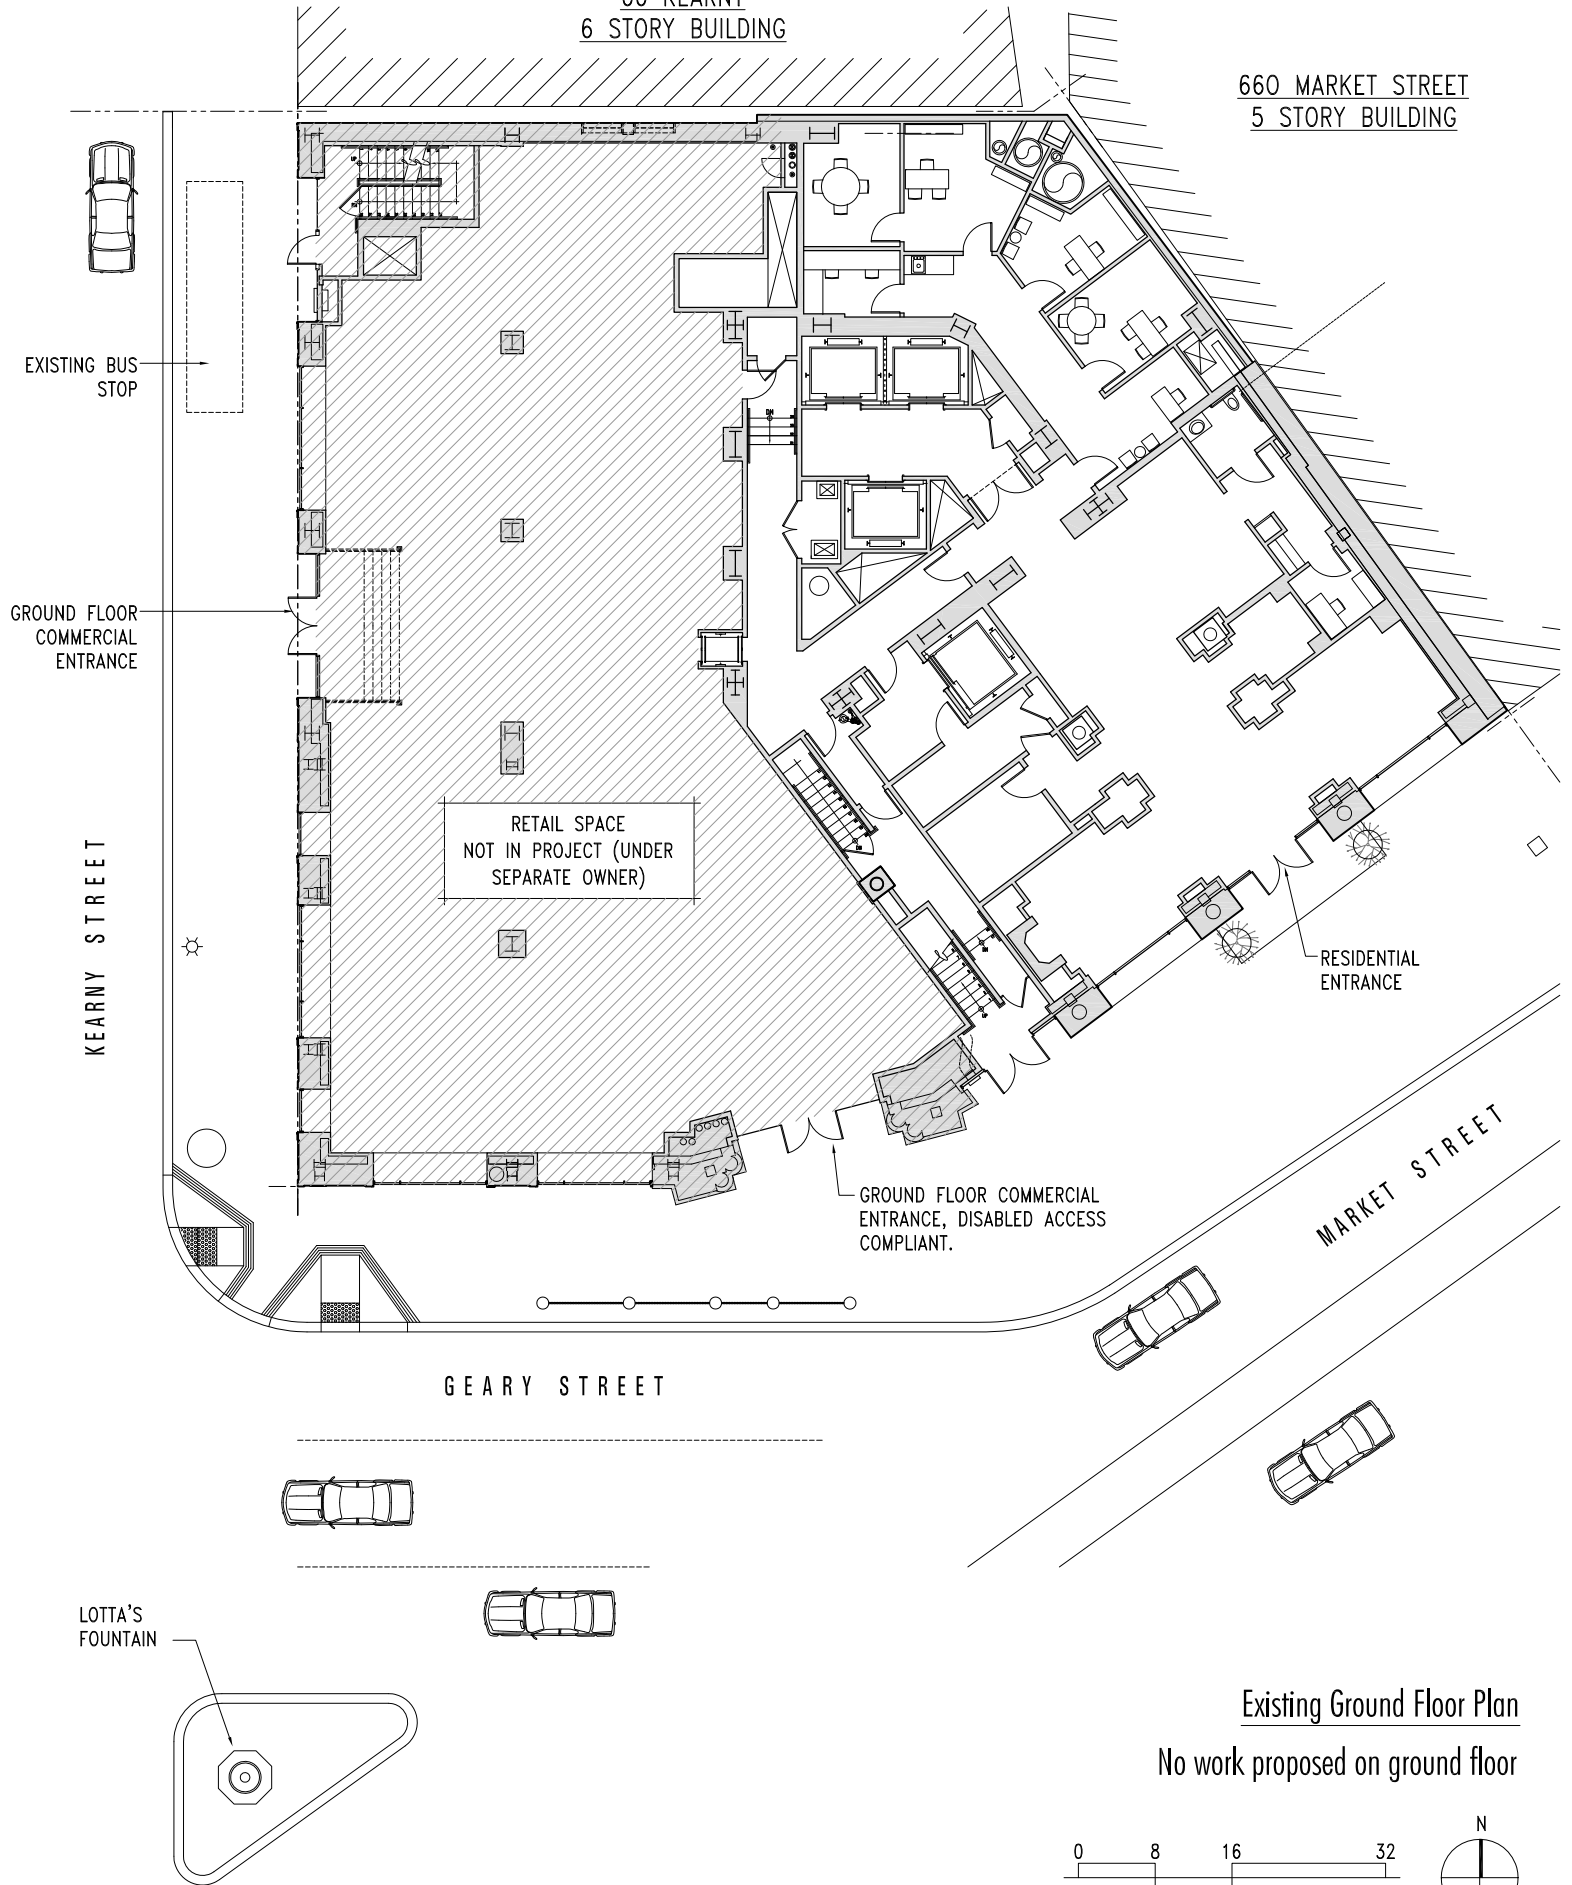 6 STORY BUILDING
660 MARKET STREET
5 STORY BUILDING
EXISTING BUS
STOP
GROUND FLOOR
COMMERCIAL
ENTRANCE
RETAIL SPACE
NOT IN PROJECT (UNDER
SEPARATE OWNER)
KEARNY STREET
RESIDENTIAL
ENTRANCE
GROUND FLOOR COMMERCIAL
ENTRANCE, DISABLED ACCESS
COMPLIANT.
MARKET STREET
GEARY STREET
LOTTA'S
FOUNTAIN
Existing Ground Floor Plan
No work proposed on ground floor
N
0 8 16 32